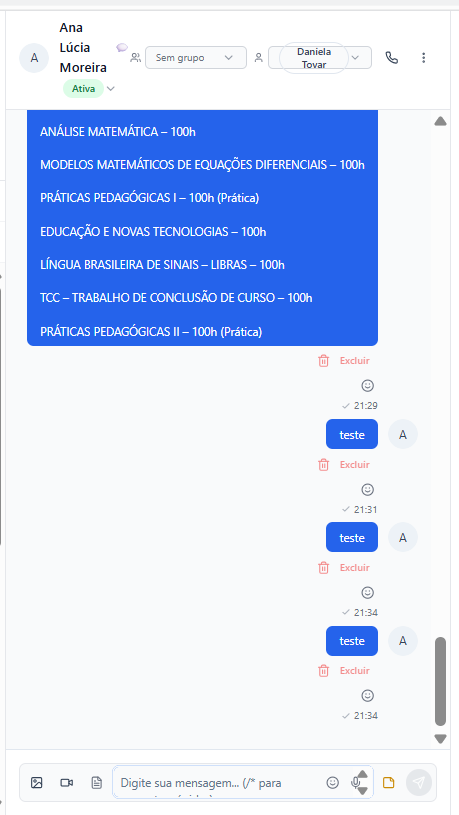 Ana
Lúcia
Moreira
A
Ativa
Sem grupo
Daniela
Tovar
ANÁLISE MATEMÁTICA – 100h
MODELOS MATEMÁTICOS DE EQUAÇÕES DIFERENCIAIS – 100h
PRÁTICAS PEDAGÓGICAS I – 100h (Prática)
EDUCAÇÃO E NOVAS TECNOLOGIAS – 100h
LÍNGUA BRASILEIRA DE SINAIS – LIBRAS – 100h
TCC – TRABALHO DE CONCLUSÃO DE CURSO – 100h
PRÁTICAS PEDAGÓGICAS II – 100h (Prática)
Excluir
21:29
teste A
Excluir
21:31
teste A
Excluir
21:34
teste A
Excluir
21:34
Digite sua mensagem... (/* para